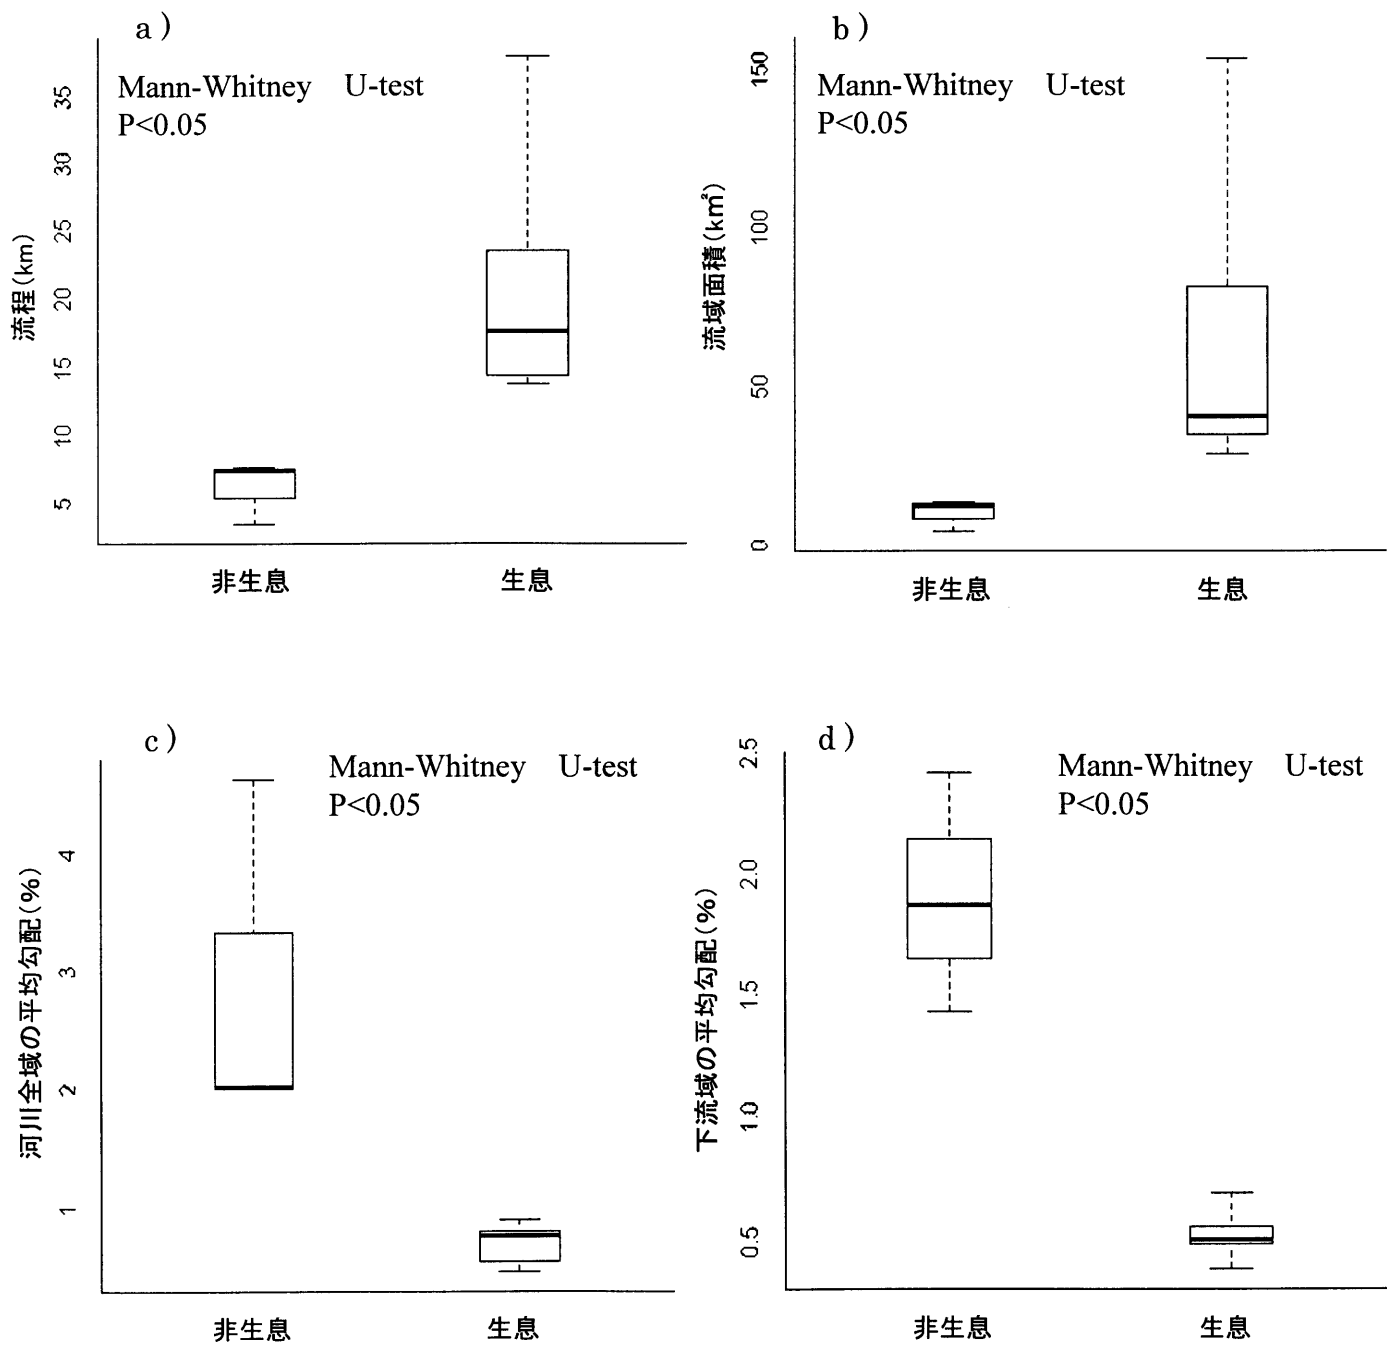 a)
Mann-Whitney U-test
P<0.05
流程(km)
35
30
25
20
15
10
5
非生息
生息
b)
Mann-Whitney U-test
P<0.05
流域面積(km²)
150
100
50
0
非生息
生息
c)
Mann-Whitney U-test
P<0.05
河川全域の平均勾配(%)
4
3
2
1
非生息
生息
d)
Mann-Whitney U-test
P<0.05
下流域の平均勾配(%)
2.5
2.0
1.5
1.0
0.5
非生息
生息